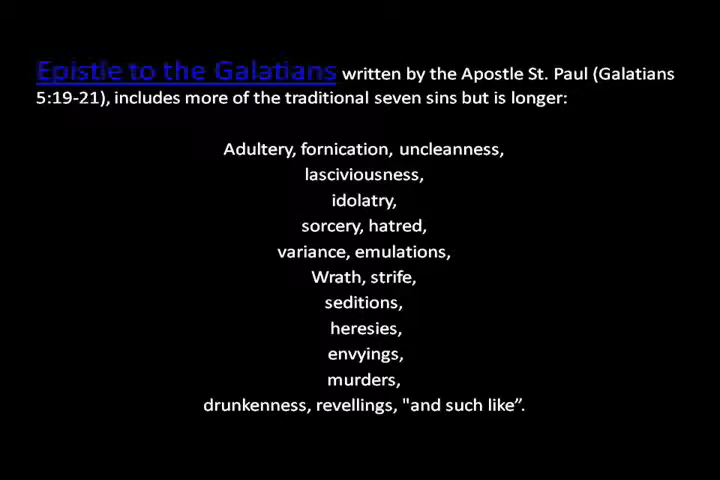 Epistle to the Galatians written by the Apostle St. Paul (Galatians
5:19-21), includes more of the traditional seven sins but is longer:
Adultery, fornication, uncleanness,
lasciviousness,
idolatry,
sorcery, hatred,
variance, emulations,
Wrath, strife,
seditions,
heresies,
envyings,
murders,
drunkenness, revellings, "and such like”.